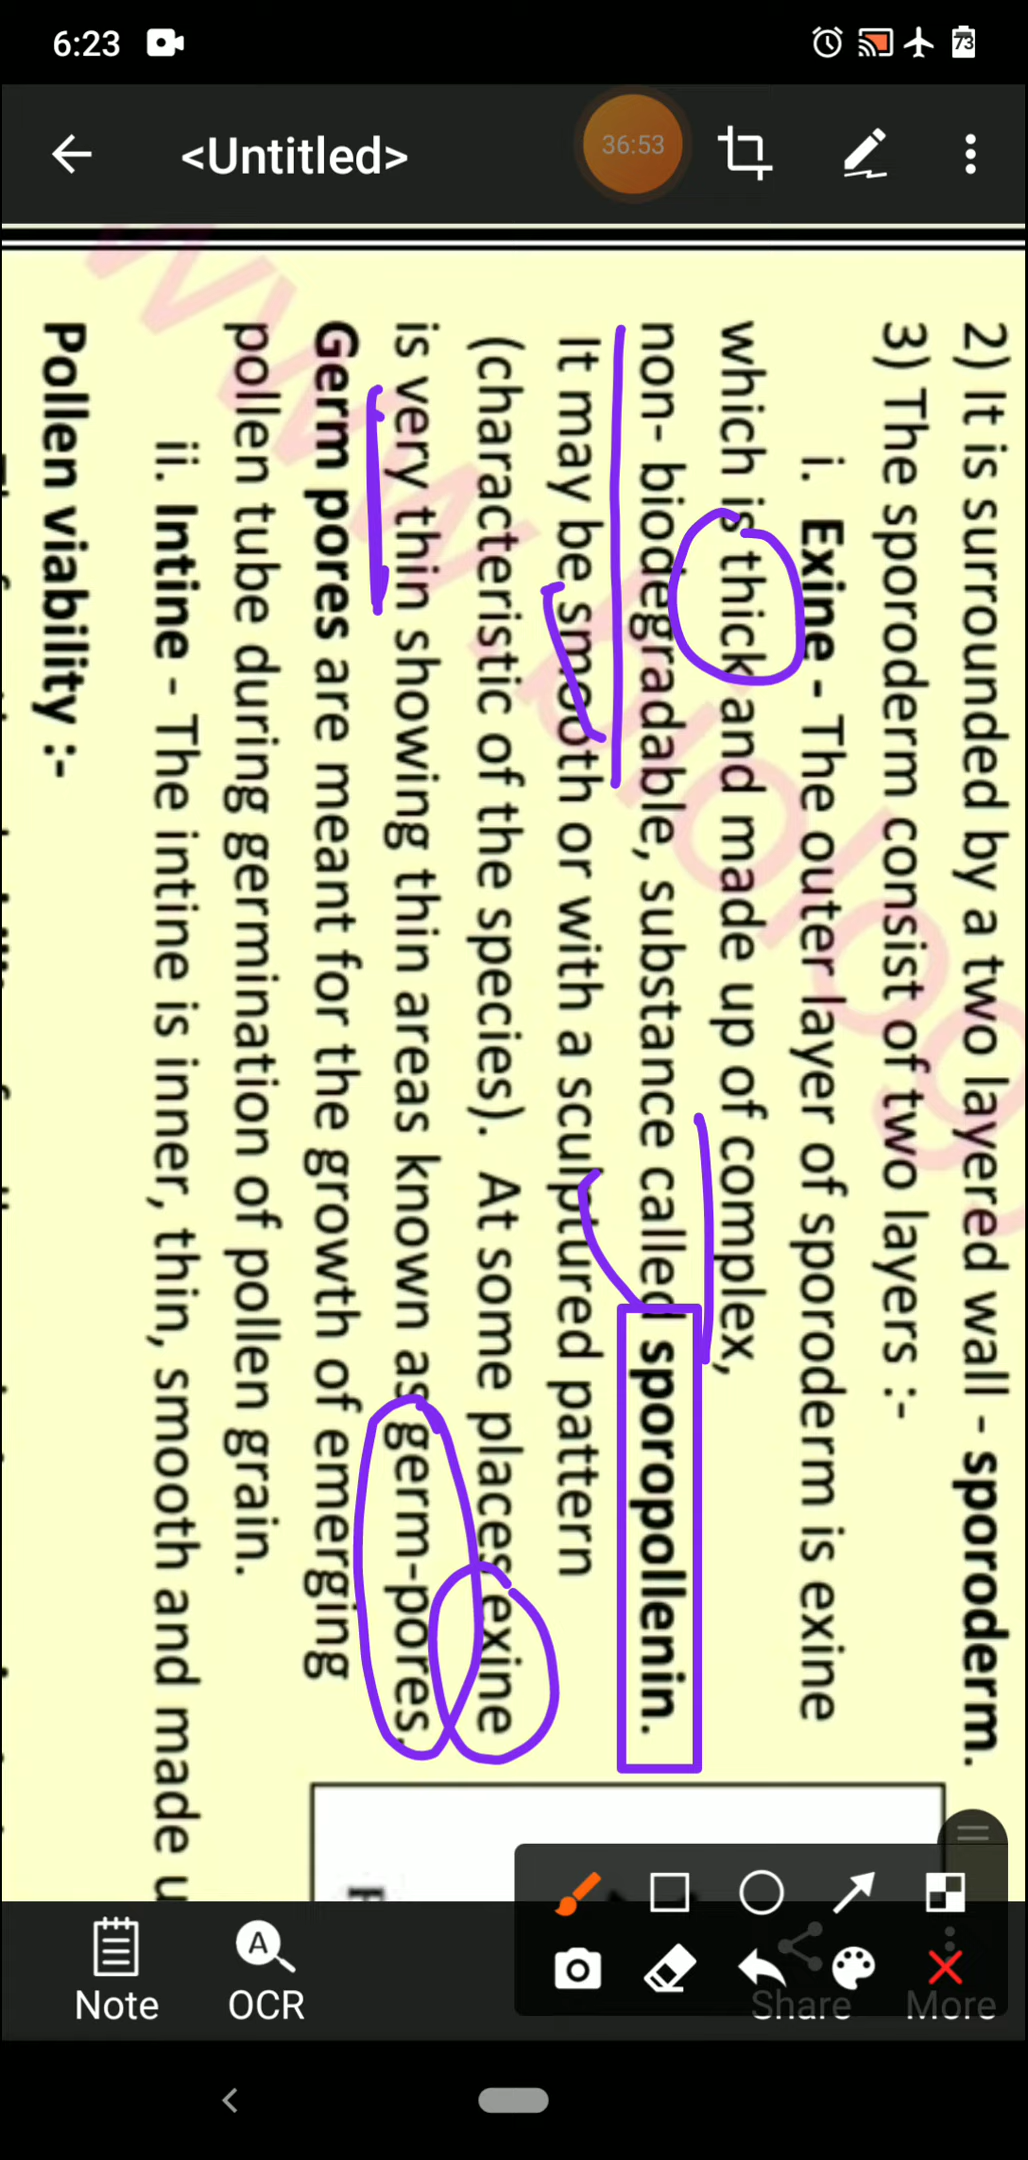 6:23
73
<Untitled>
36:53
2) It is surrounded by a two layered wall - sporoderm.
3) The sporoderm consist of two layers :-
i. Exine - The outer layer of sporoderm is exine
which is thick and made up of complex,
non- biodegradable, substance called sporopollenin.
It may be smooth or with a sculptured pattern
(characteristic of the species). At some places exine
is very thin showing thin areas known as germ-pores.
Germ pores are meant for the growth of emerging
pollen tube during germination of pollen grain.
ii. Intine - The intine is inner, thin, smooth and made u
Pollen viability :-
Note
OCR
Share
More